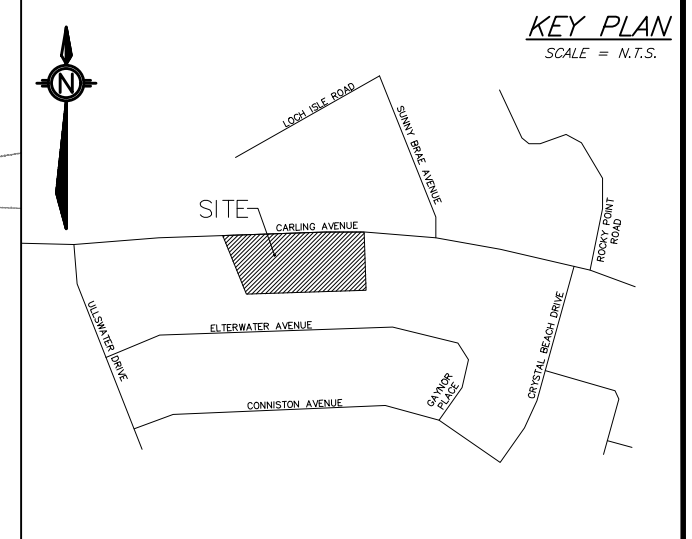 KEY PLAN
SCALE = N.T.S.
N
LOCH ISLE ROAD
SUNNY BRAE AVENUE
SITE
CARLING AVENUE
ROCKY POINT
ROAD
ULLSWATER DRIVE
ELTERWATER AVENUE
CRYSTAL BEACH DRIVE
GAYNOR
PLACE
CONNISTON AVENUE